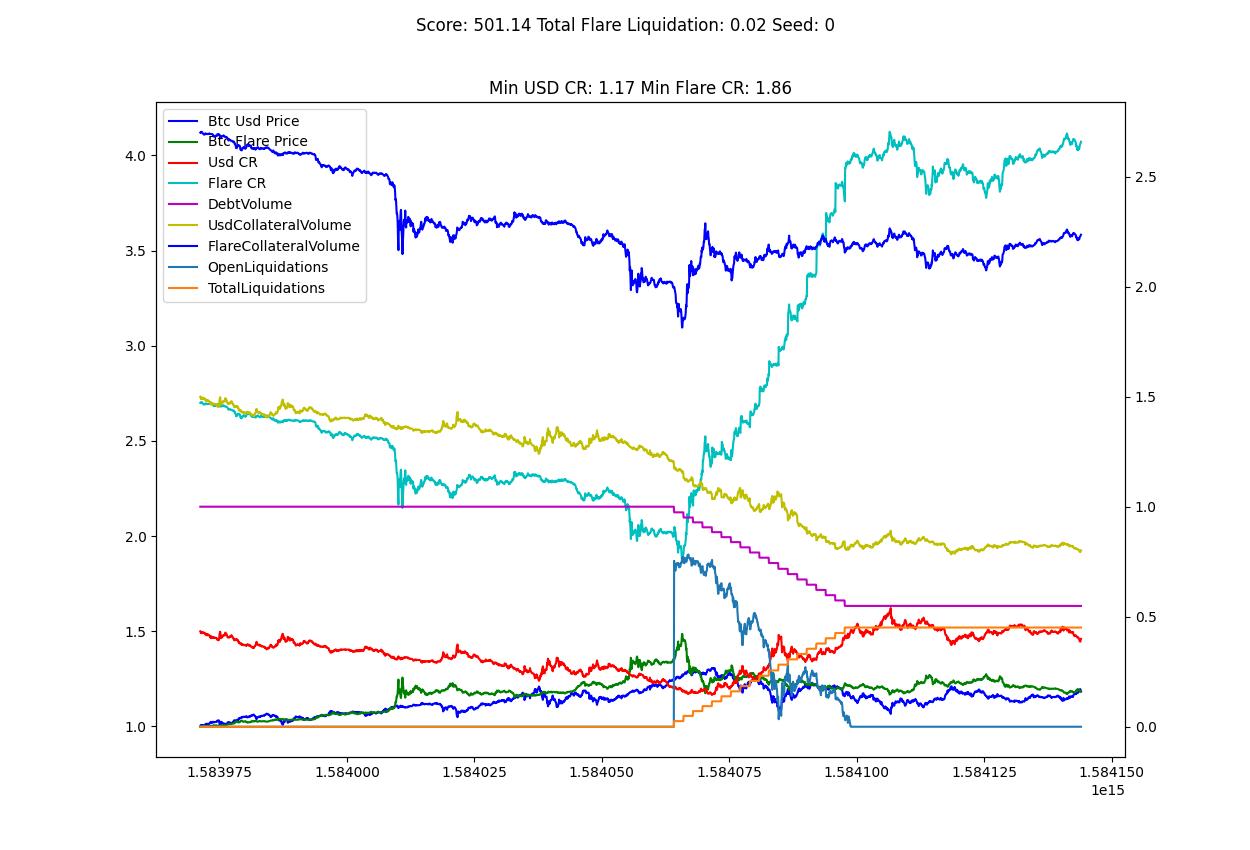 Score: 501.14 Total Flare Liquidation: 0.02 Seed: 0
Min USD CR: 1.17 Min Flare CR: 1.86
Btc Usd Price
Btc Flare Price
Usd CR
Flare CR
DebtVolume
UsdCollateralVolume
FlareCollateralVolume
OpenLiquidations
TotalLiquidations
4.0
3.5
3.0
2.5
2.0
1.5
1.0
2.5
2.0
1.5
1.0
0.5
0.0
1.583975 1.584000 1.584025 1.584050 1.584075 1.584100 1.584125 1.584150
1e15